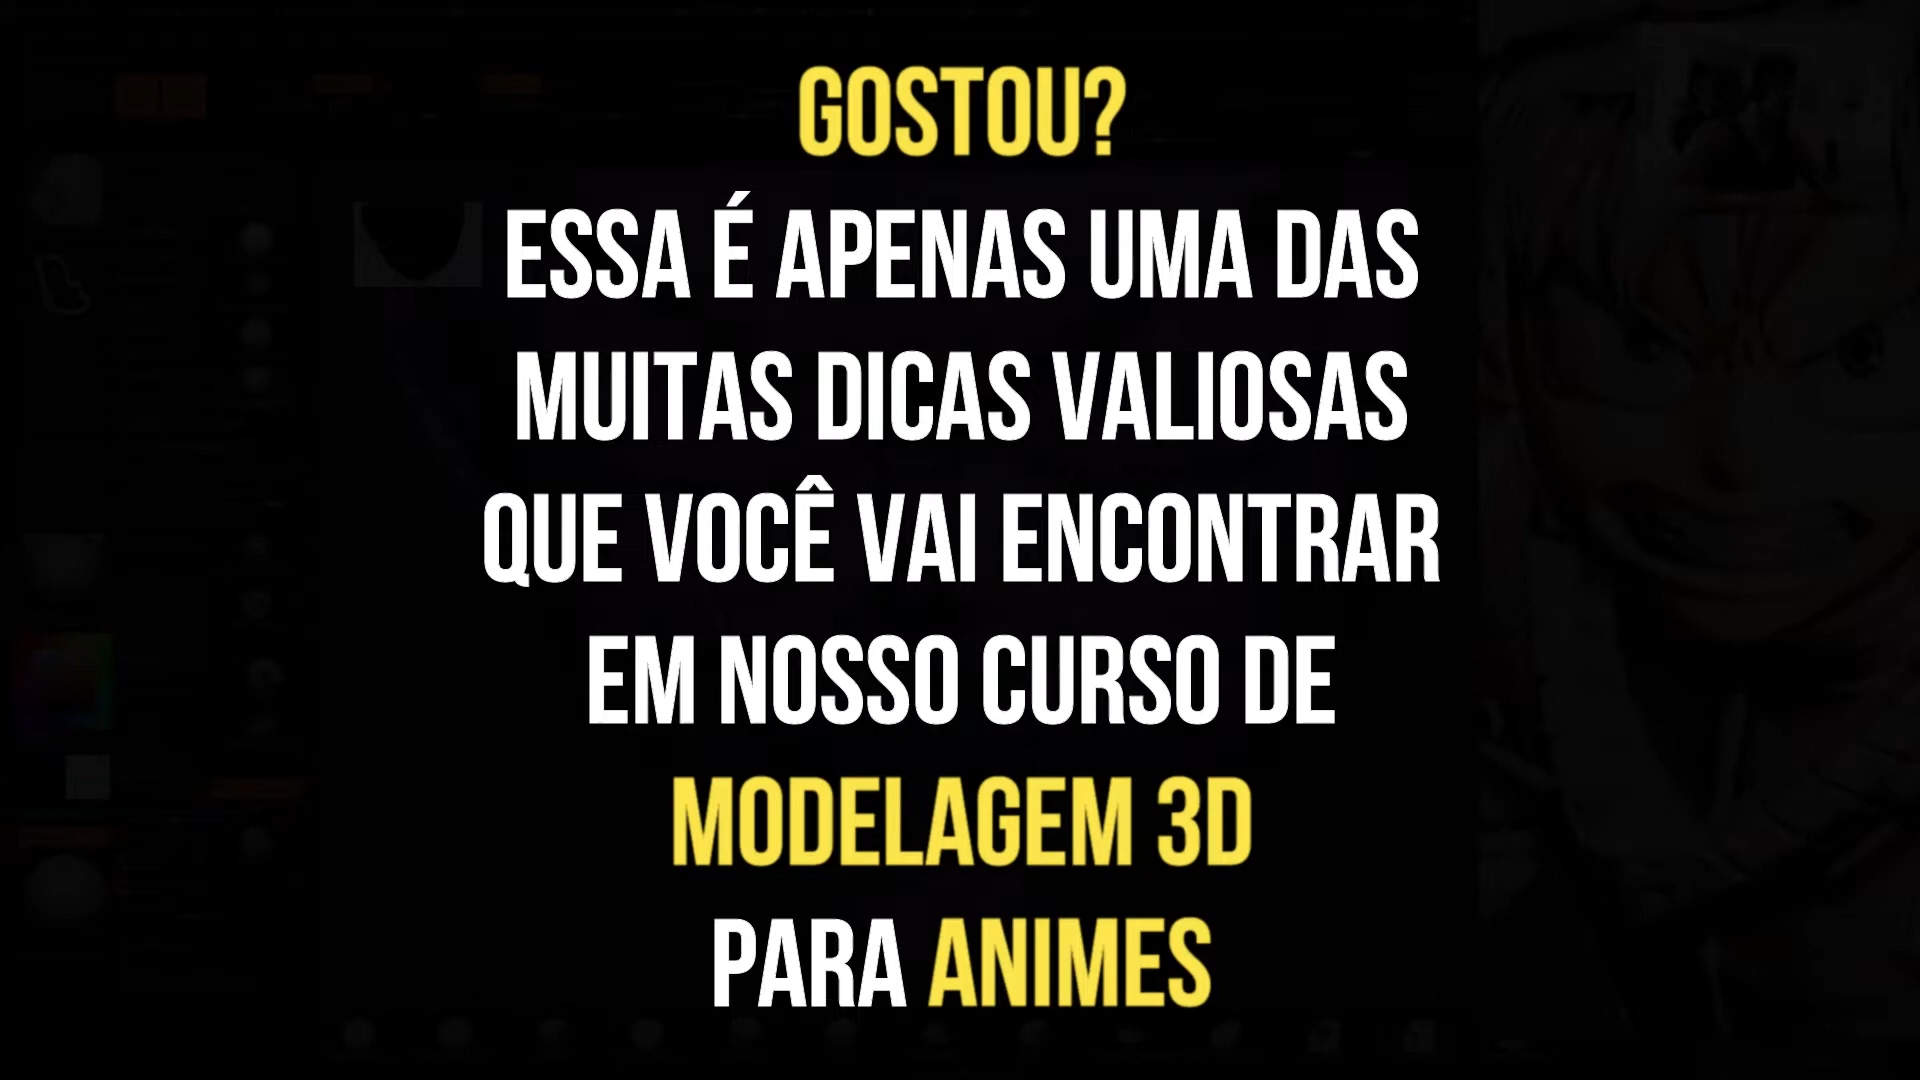 GOSTOU?
ESSA É APENAS UMA DAS
MUITAS DICAS VALIOSAS
QUE VOCÊ VAI ENCONTRAR
EM NOSSO CURSO DE
MODELAGEM 3D
PARA ANIMES